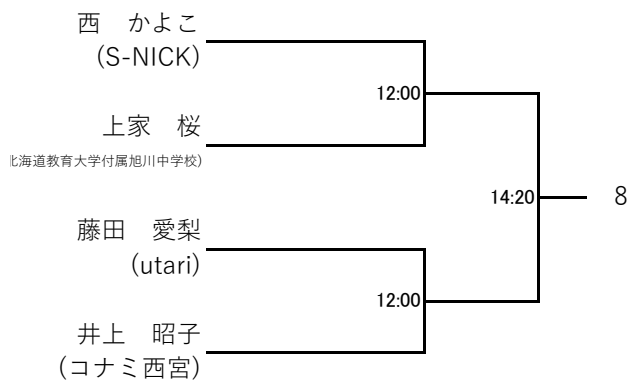 西　かよこ
(S-NICK)
12:00
上家　桜
北海道教育大学付属旭川中学校)
14:20
8
藤田　愛梨
(utari)
12:00
井上　昭子
(コナミ西宮)